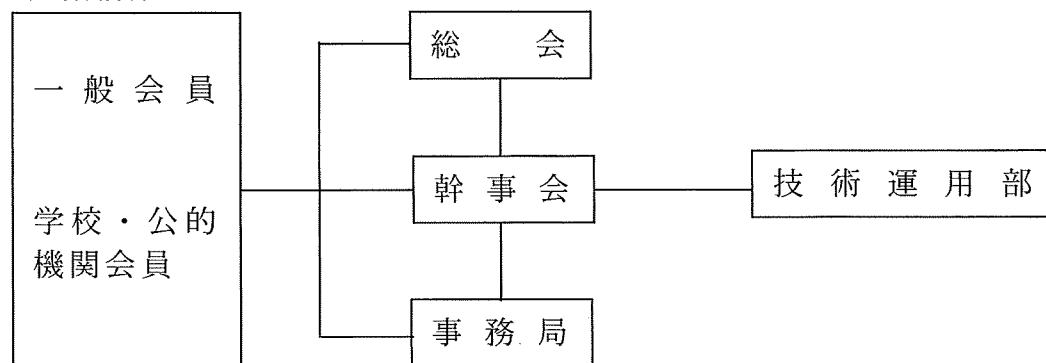 総会
一般会員
幹事会
技術運用部
学校・公的
機関会員
事務局